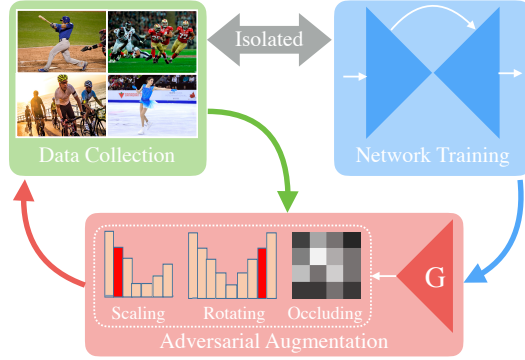 Isolated
Data Collection
Network Training
G
Scaling
Rotating
Occluding
Adversarial Augmentation